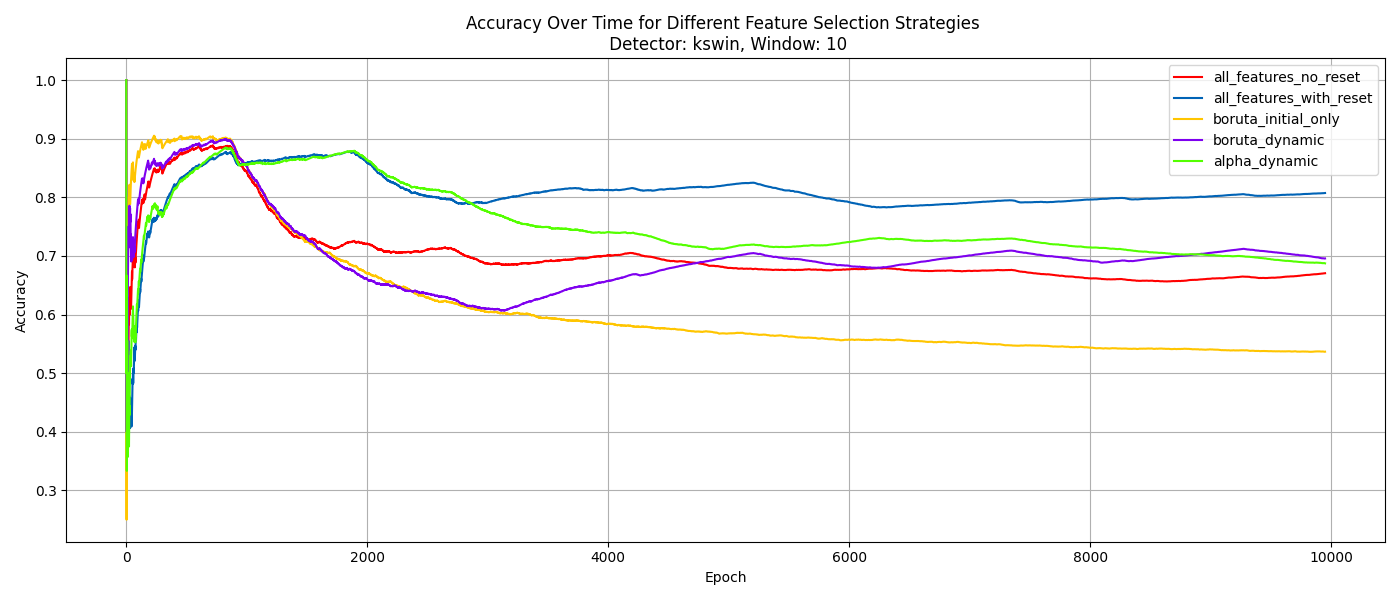 Accuracy Over Time for Different Feature Selection Strategies
Detector: kswin, Window: 10
all_features_no_reset
all_features_with_reset
boruta_initial_only
boruta_dynamic
alpha_dynamic
Accuracy
1.0
0.9
0.8
0.7
0.6
0.5
0.4
0.3
0
2000
4000
6000
8000
10000
Epoch